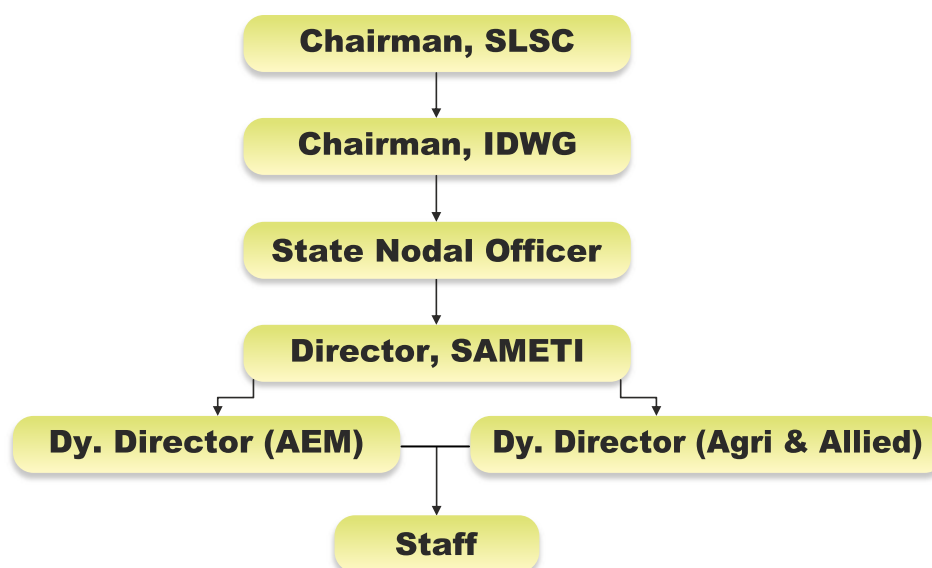 Chairman, SLSC
Chairman, IDWG
State Nodal Officer
Director, SAMETI
Dy. Director (AEM)
Dy. Director (Agri & Allied)
Staff